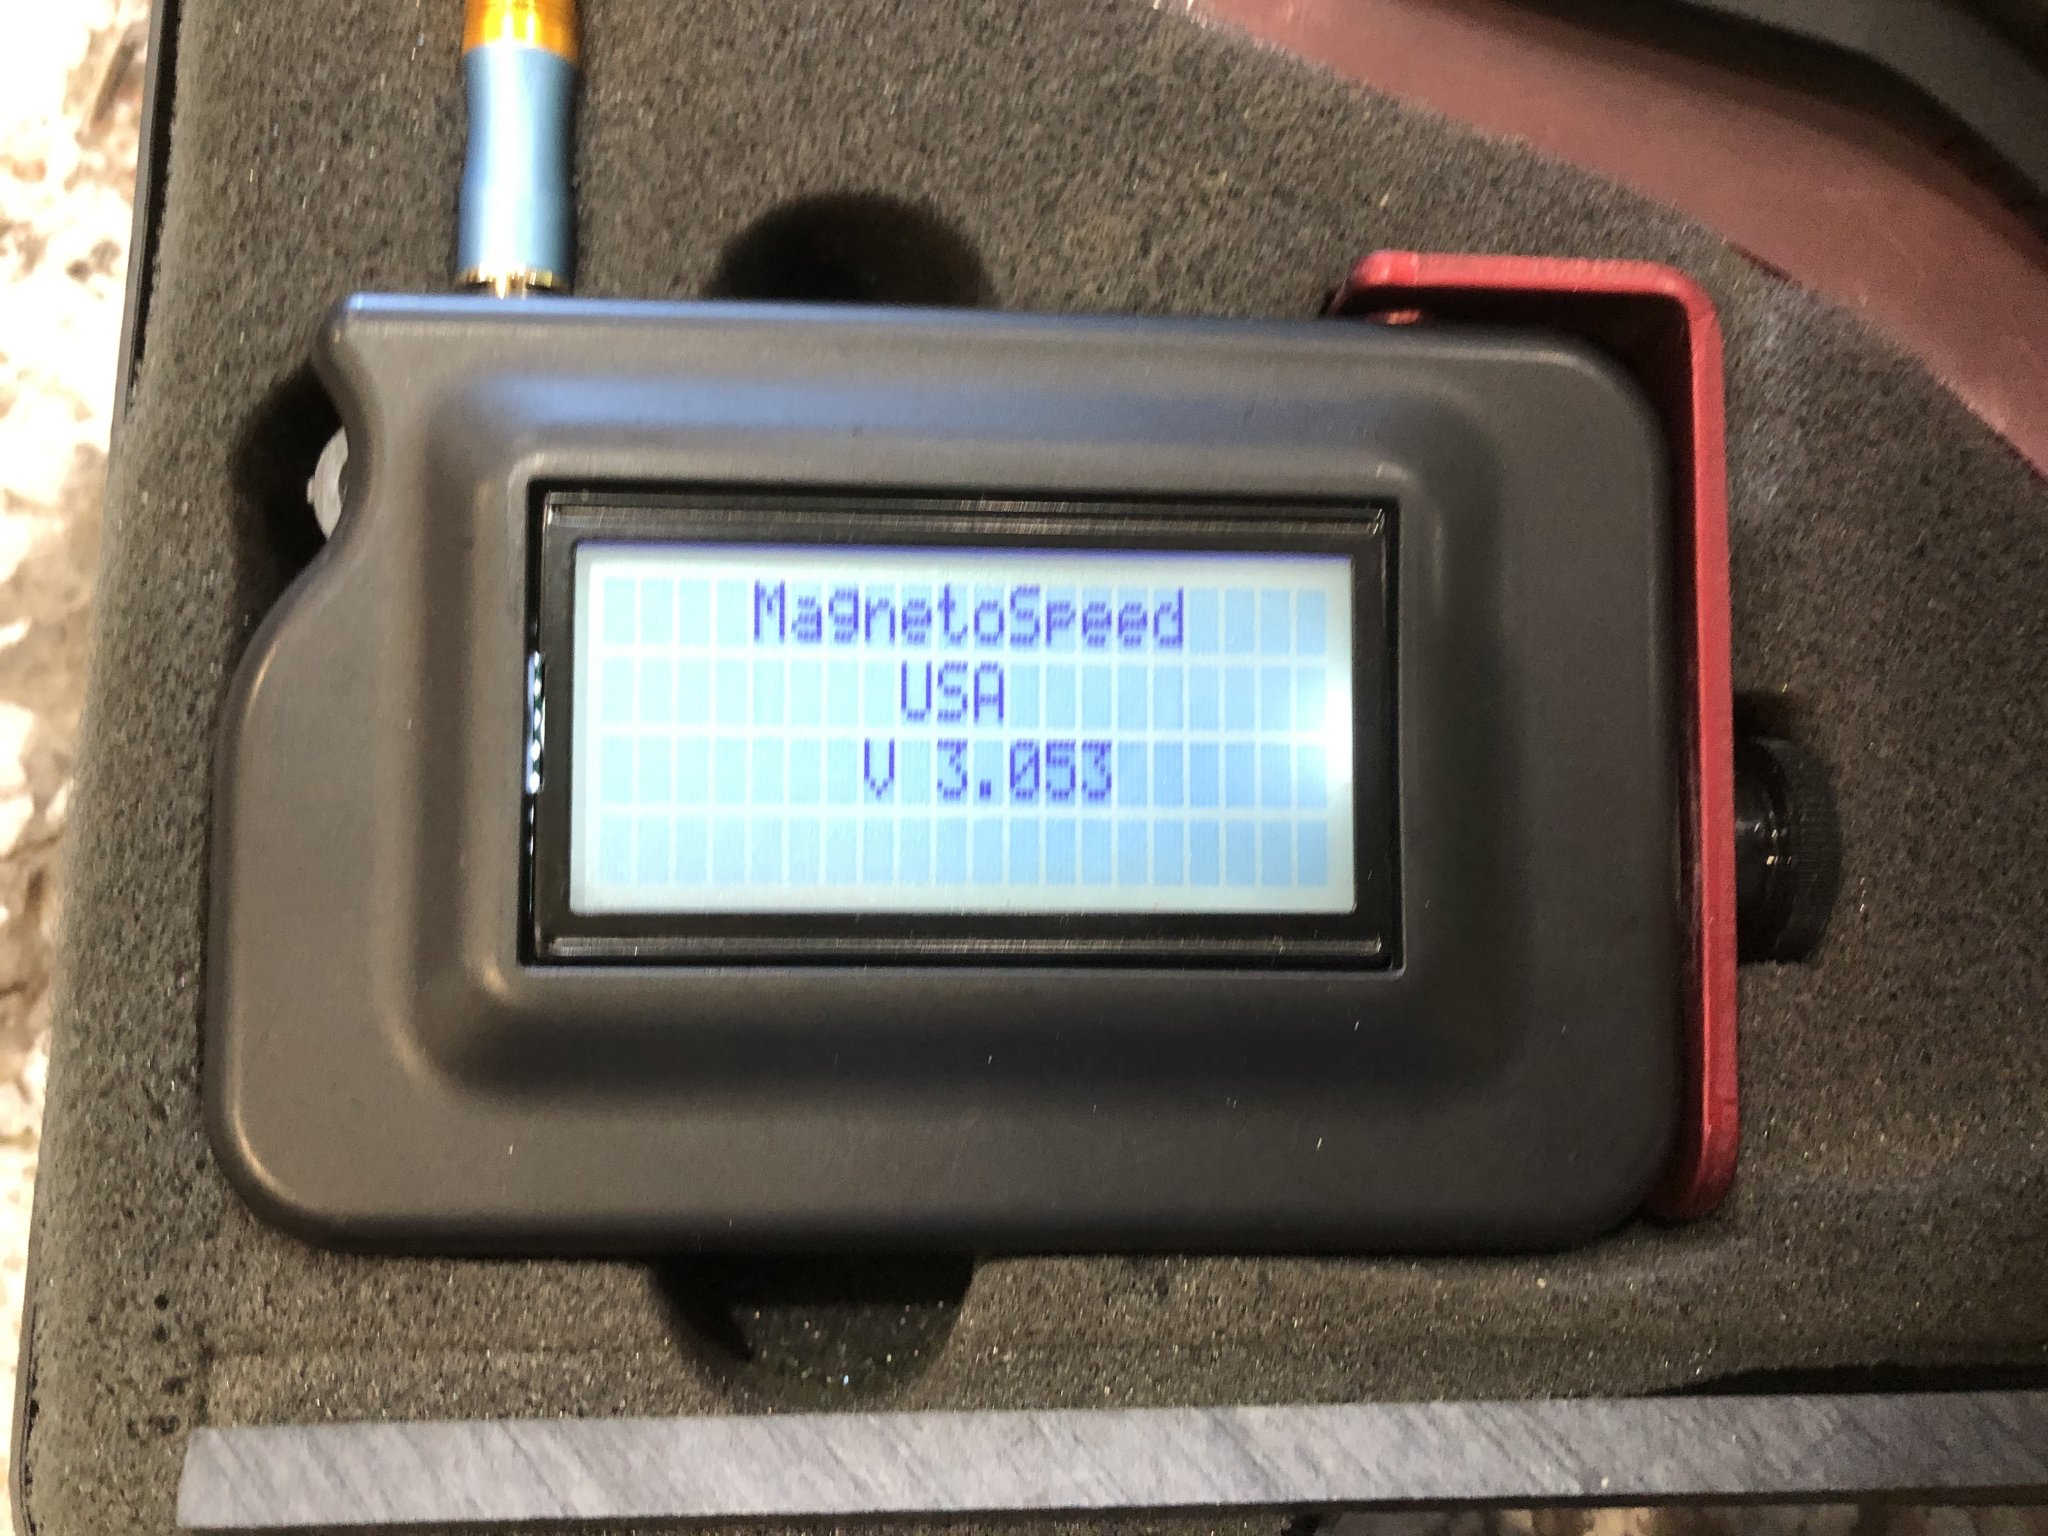 MagnetoSpeed
USA
V 3.053